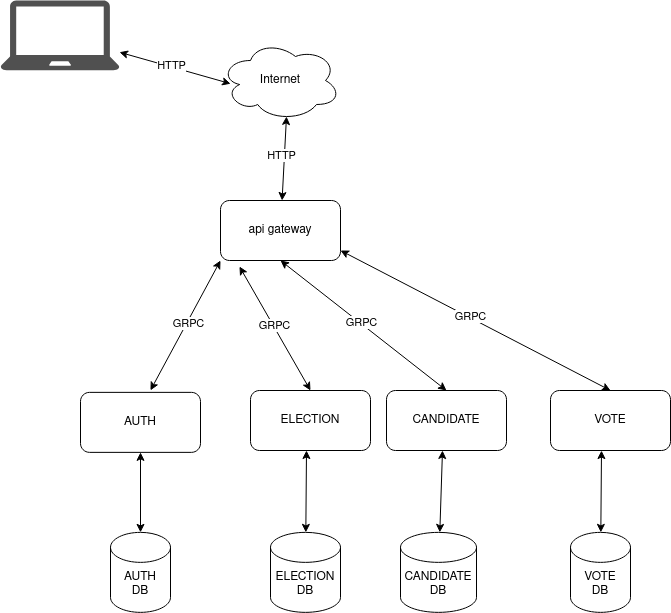 HTTP
Internet
HTTP
api gateway
GRPC
GRPC
GRPC
GRPC
AUTH
ELECTION
CANDIDATE
VOTE
AUTH
DB
ELECTION
DB
CANDIDATE
DB
VOTE
DB